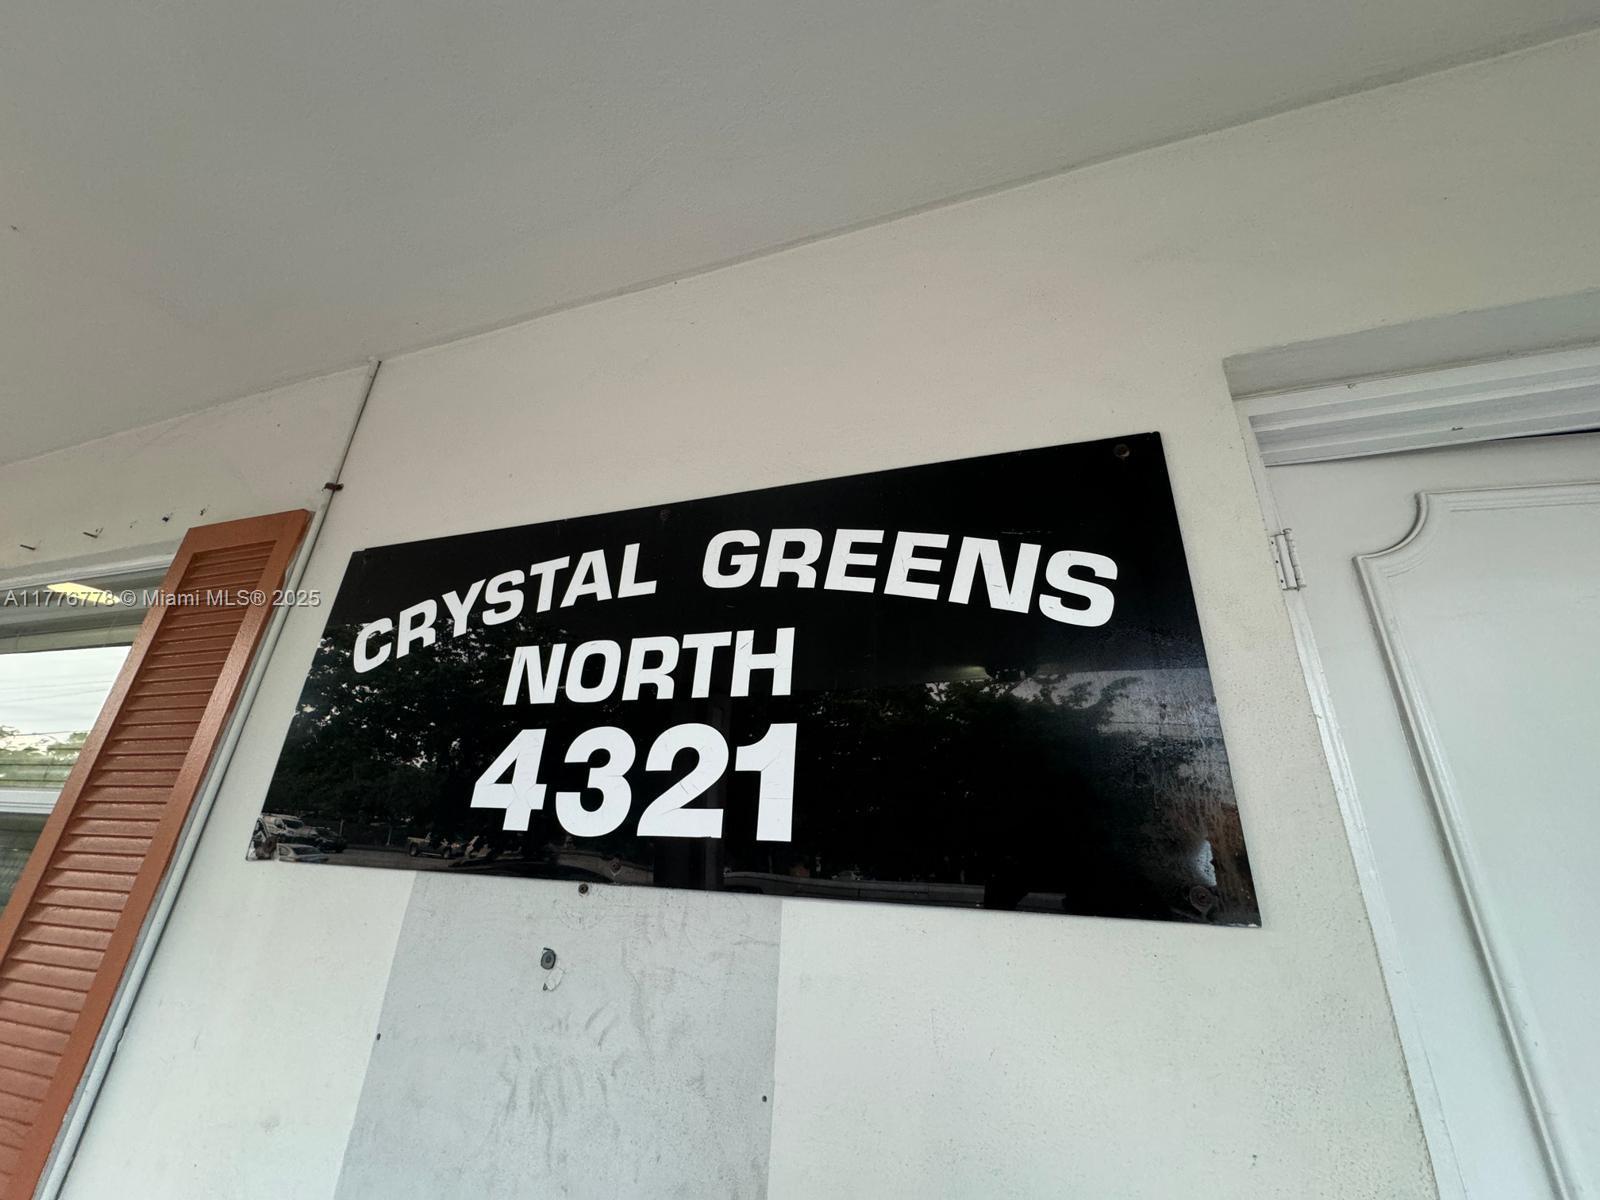 CRYSTAL GREENS
NORTH
4321
A11776778 © Miami MLS® 2025